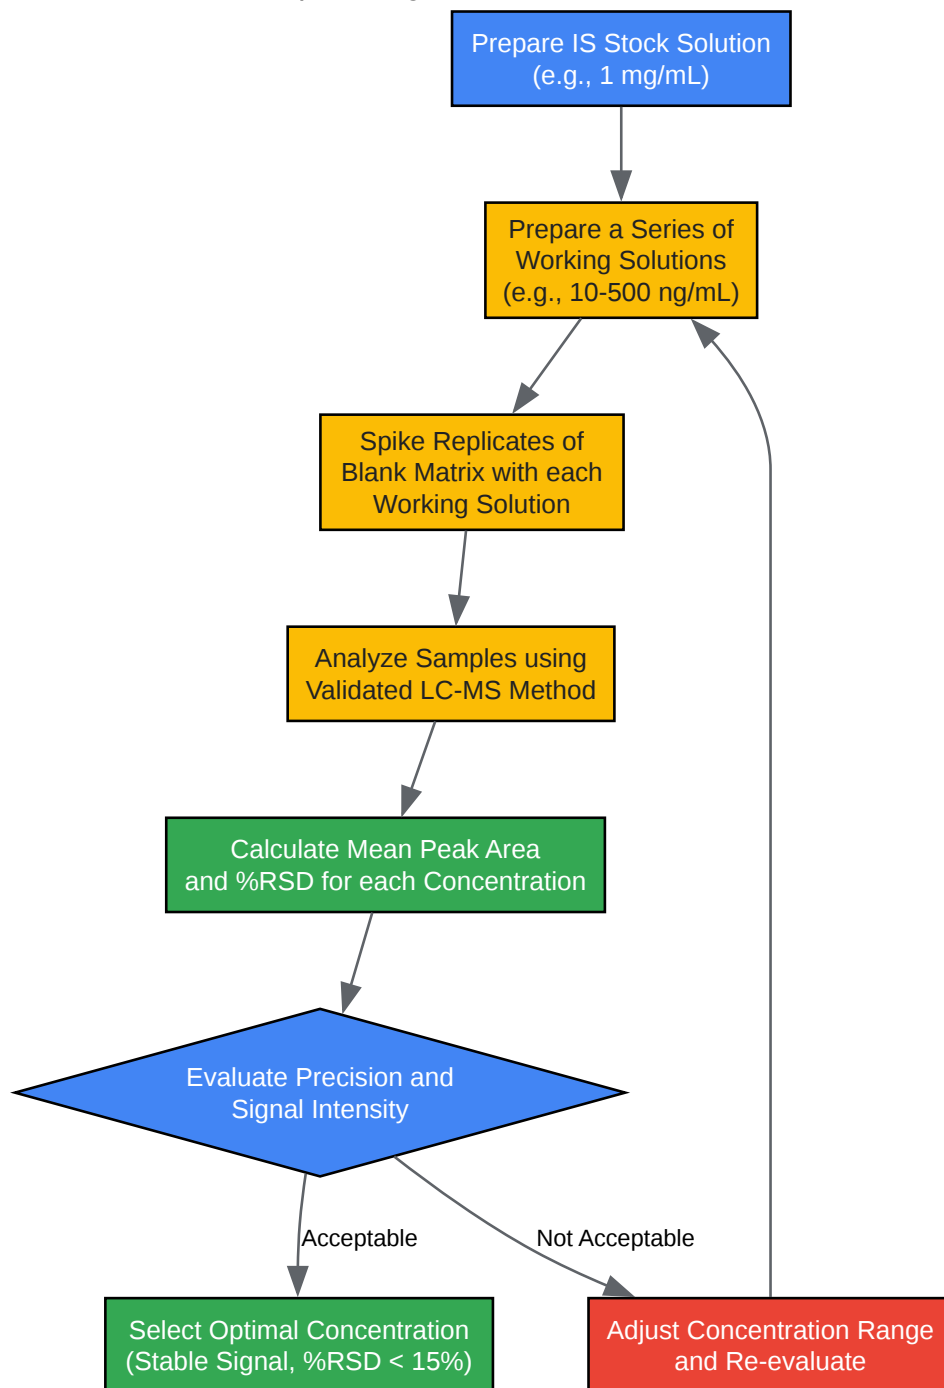 Prepare IS Stock Solution
(e.g., 1 mg/mL)
Prepare a Series of
Working Solutions
(e.g., 10-500 ng/mL)
Spike Replicates of
Blank Matrix with each
Working Solution
Analyze Samples using
Validated LC-MS Method
Calculate Mean Peak Area
and %RSD for each Concentration
Evaluate Precision and
Signal Intensity
Acceptable
Not Acceptable
Select Optimal Concentration
(Stable Signal, %RSD < 15%)
Adjust Concentration Range
and Re-evaluate